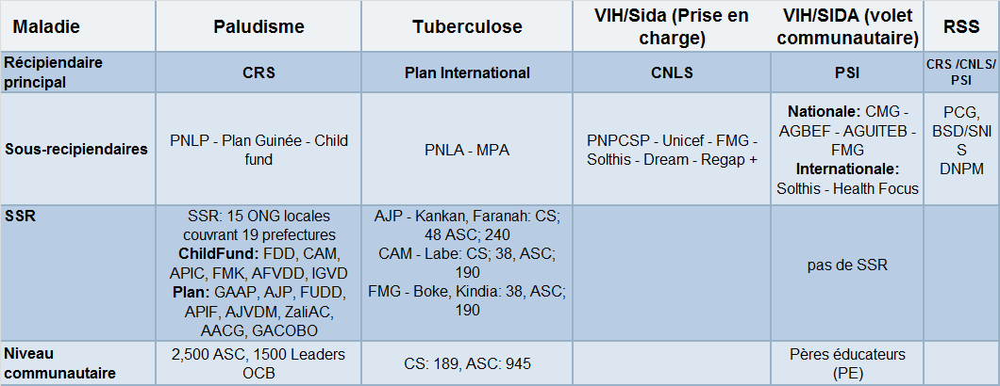 Maladie
Paludisme
Tuberculose
VIH/Sida (Prise en
charge)
VIH/SIDA (volet
communautaire)
RSS
Récipiendaire
principal
CRS
Plan International
CNLS
PSI
CRS /CNLS/
PSI
Sous-recipiendaires
PNLP - Plan Guinée - Child
fund
PNLA - MPA
PNPCSP - Unicef - FMG -
Solthis - Dream - Regap +
Nationale: CMG -
AGBEF - AGUITEB -
FMG
Internationale:
Solthis - Health Focus
PCG,
BSD/SNI
S
DNPM
SSR
SSR: 15 ONG locales
couvrant 19 prefectures
ChildFund: FDD, CAM,
APIC, FMK, AFVDD, IGVD
Plan: GAAP, AJP, FUDD,
APIF, AJVDM, ZaliAC,
AACG, GACOBO
AJP - Kankan, Faranah: CS;
48 ASC; 240
CAM - Labe: CS; 38, ASC;
190
FMG - Boke, Kindia: 38, ASC;
190
pas de SSR
Niveau
communautaire
2,500 ASC, 1500 Leaders
OCB
CS: 189, ASC: 945
Pères éducateurs
(PE)